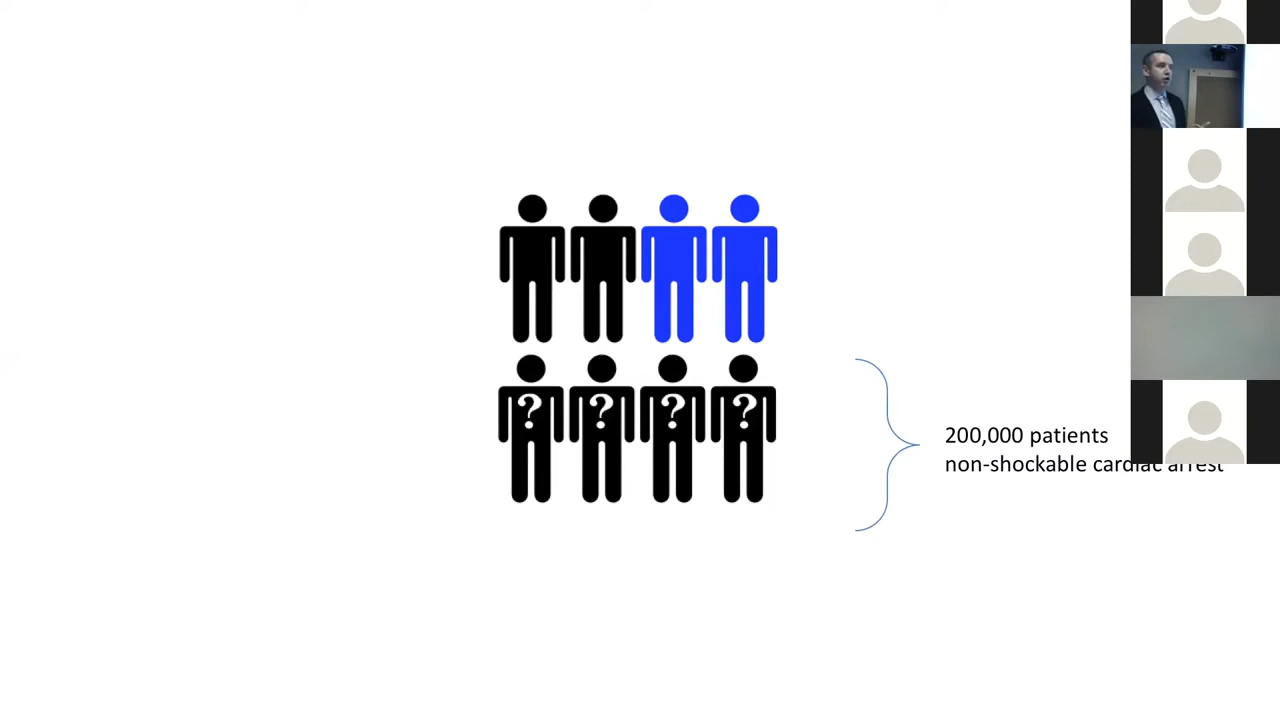 ? ? ? ?
200,000 patients
non-shockable cardiac arrest